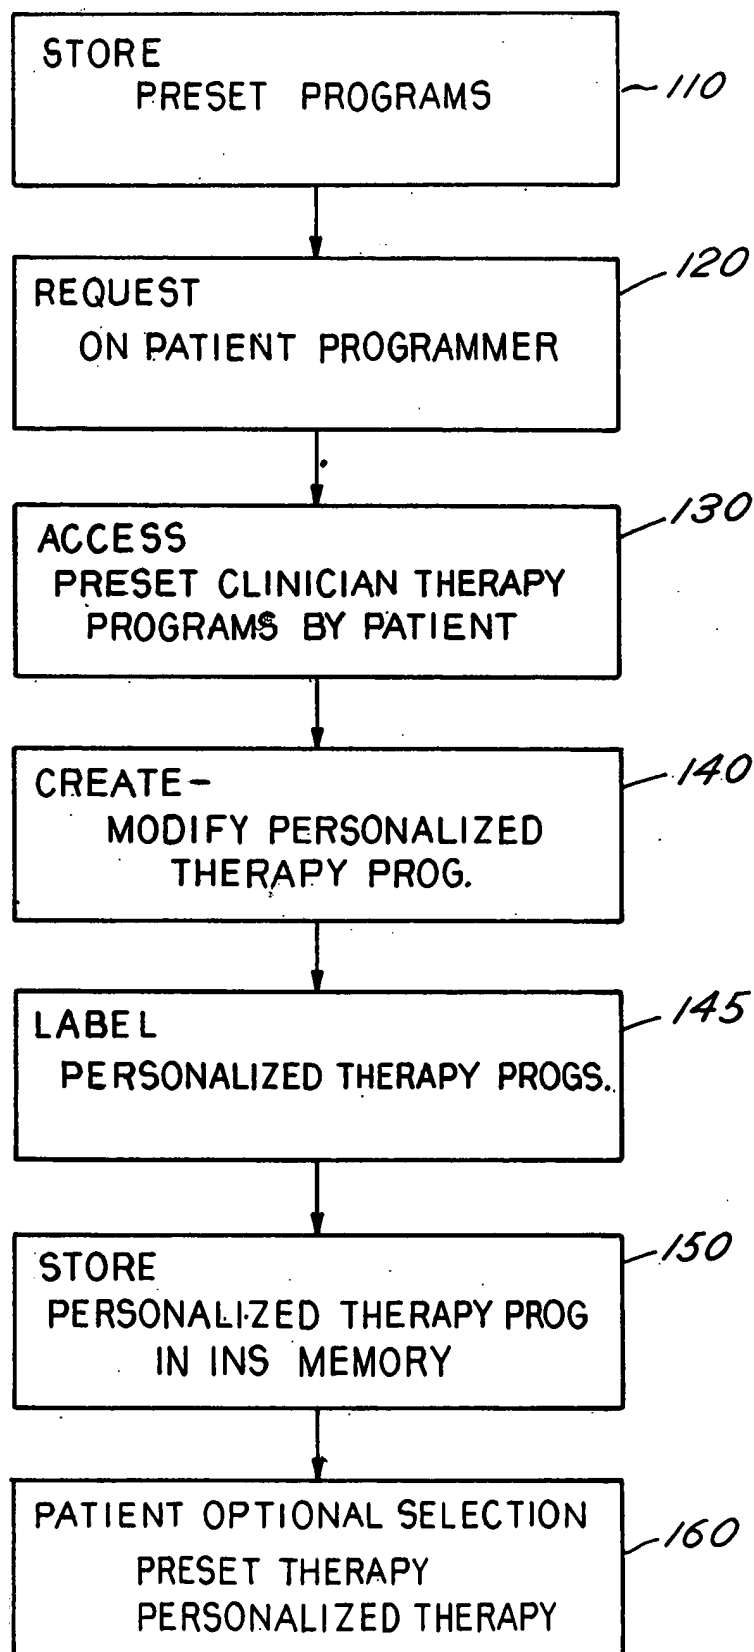 STORE
PRESET PROGRAMS
110
REQUEST
ON PATIENT PROGRAMMER
120
ACCESS
PRESET CLINICIAN THERAPY
PROGRAMS BY PATIENT
130
CREATE-
MODIFY PERSONALIZED
THERAPY PROG.
140
LABEL
PERSONALIZED THERAPY PROGS.
145
STORE
PERSONALIZED THERAPY PROG
IN INS MEMORY
150
PATIENT OPTIONAL SELECTION
PRESET THERAPY
PERSONALIZED THERAPY
160